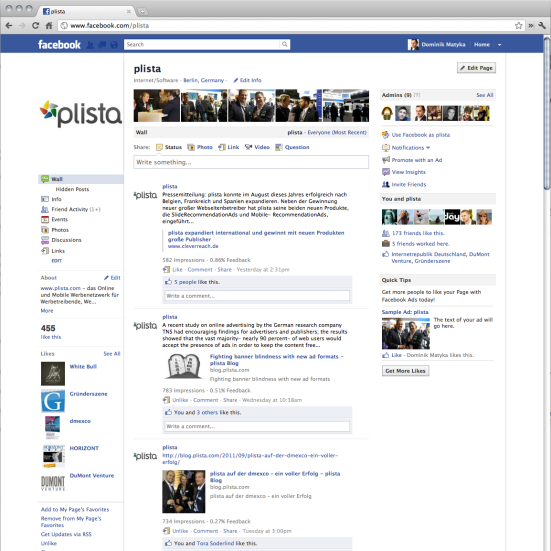 plista
www.facebook.com/plista
facebook
Search
Dominik Matyka
Home
plista
Internet/Software · Berlin, Germany · Edit Info
Edit Page
Wall
plista · Everyone (Most Recent)
Share: Status Photo Link Video Question
Write something...
plista
Wall
Hidden Posts
Info
Friend Activity (1+)
Events
Photos
Discussions
Links
EDIT
About
Edit
www.plista.com – das Online
und Mobile Werbenetzwerk für
Werbetreibende, We...
More
455
like this
Likes
See All
White Bull
Gründerszene
dmexco
HORIZONT
DuMont Venture
DUMONT
VENTURE
Add to My Page's Favorites
Remove from My Page's
Favorites
Get Updates via RSS
Unlike
plista
plista
Pressemitteilung: plista konnte im August dieses Jahres erfolgreich nach
Belgien, Frankreich und Spanien expandieren. Neben der Gewinnung
neuer großer Webseitenbetreiber hat plista seine beiden neuen Produkte,
die SlideRecommendationAds und Mobile- RecommendationAds,
eingeführt...
plista expandiert international und gewinnt mit neuen Produkten
große Publisher
www.cleverreach.de
582 Impressions · 0.86% Feedback
Like · Comment · Share · Yesterday at 2:31pm
5 people like this.
Write a comment...
plista
plista
A recent study on online advertising by the German research company
TNS had encouraging findings for advertisers and publishers: the results
showed that the vast majority– nearly 90 percent– of web users would
accept the presence of ads in order to keep the content free...
Fighting banner blindness with new ad formats –
plista Blog
blog.plista.com
Fighting banner blindness with new ad formats
783 Impressions · 0.51% Feedback
Unlike · Comment · Share · Wednesday at 10:38am
You and 3 others like this.
Write a comment...
plista
plista
http://blog.plista.com/2011/09/plista-auf-der-dmexco-ein-voller-
erfolg/
plista auf der dmexco – ein voller Erfolg – plista
Blog
blog.plista.com
plista auf der dmexco – ein voller Erfolg
734 Impressions · 0.27% Feedback
Unlike · Comment · Share · Tuesday at 3:00pm
You and Tora Soderlind like this.
Admins (9) [?]
See All
Use Facebook as plista
Notifications
Promote with an Ad
View Insights
Invite Friends
You and plista
173 friends like this.
5 friends worked here.
Internetrepublik Deutschland, DuMont
Venture, Gründerszene
Quick Tips
Get more people to like your Page with
Facebook Ads today!
Sample Ad: plista
The text of your ad will
go here.
Like · Dominik Matyka likes this.
Get More Likes